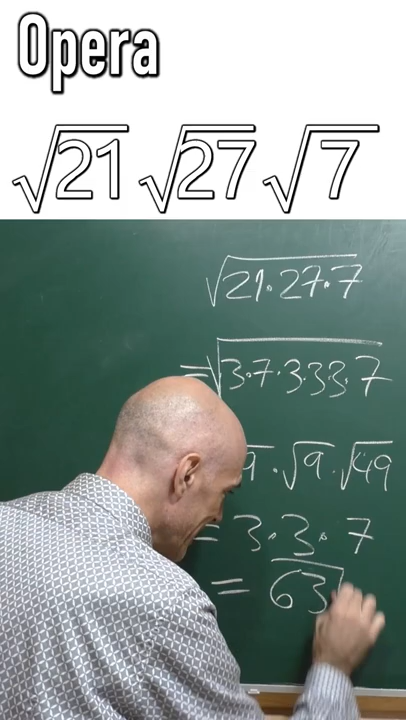 Opera
√21 √27 √7
√21·27·7
=√3·7·3·3·3·7
√9·√9·√49
= 3·3·7
= 63